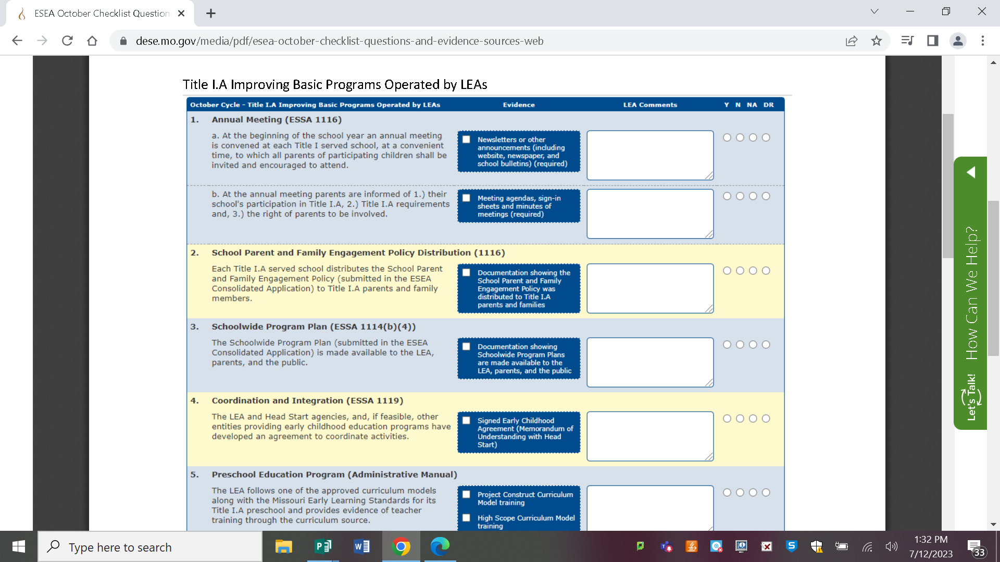 ESEA October Checklist Question
dese.mo.gov/media/pdf/esea-october-checklist-questions-and-evidence-sources-web
Title I.A Improving Basic Programs Operated by LEAs
October Cycle - Title I.A Improving Basic Programs Operated by LEAs Evidence LEA Comments Y N NA DR
1. Annual Meeting (ESSA 1116)
a. At the beginning of the school year an annual meeting
is convened at each Title I served school, at a convenient
time, to which all parents of participating children shall be
invited and encouraged to attend.
Newsletters or other
announcements (including
website, newspaper, and
school bulletins) (required)
b. At the annual meeting parents are informed of 1.) their
school's participation in Title I.A, 2.) Title I.A requirements
and, 3.) the right of parents to be involved.
Meeting agendas, sign-in
sheets and minutes of
meetings (required)
2. School Parent and Family Engagement Policy Distribution (1116)
Each Title I.A served school distributes the School Parent
and Family Engagement Policy (submitted in the ESEA
Consolidated Application) to Title I.A parents and family
members.
Documentation showing the
School Parent and Family
Engagement Policy was
distributed to Title I.A
parents and families
3. Schoolwide Program Plan (ESSA 1114(b)(4))
The Schoolwide Program Plan (submitted in the ESEA
Consolidated Application) is made available to the LEA,
parents, and the public.
Documentation showing
Schoolwide Program Plans
are made available to the
LEA, parents, and the public
4. Coordination and Integration (ESSA 1119)
The LEA and Head Start agencies, and, if feasible, other
entities providing early childhood education programs have
developed an agreement to coordinate activities.
Signed Early Childhood
Agreement (Memorandum of
Understanding with Head
Start)
5. Preschool Education Program (Administrative Manual)
The LEA follows one of the approved curriculum models
along with the Missouri Early Learning Standards for its
Title I.A preschool and provides evidence of teacher
training through the curriculum source.
Project Construct Curriculum
Model training
High Scope Curriculum Model
training
How Can We Help?
Let's Talk!
Type here to search
1:32 PM
7/12/2023
33